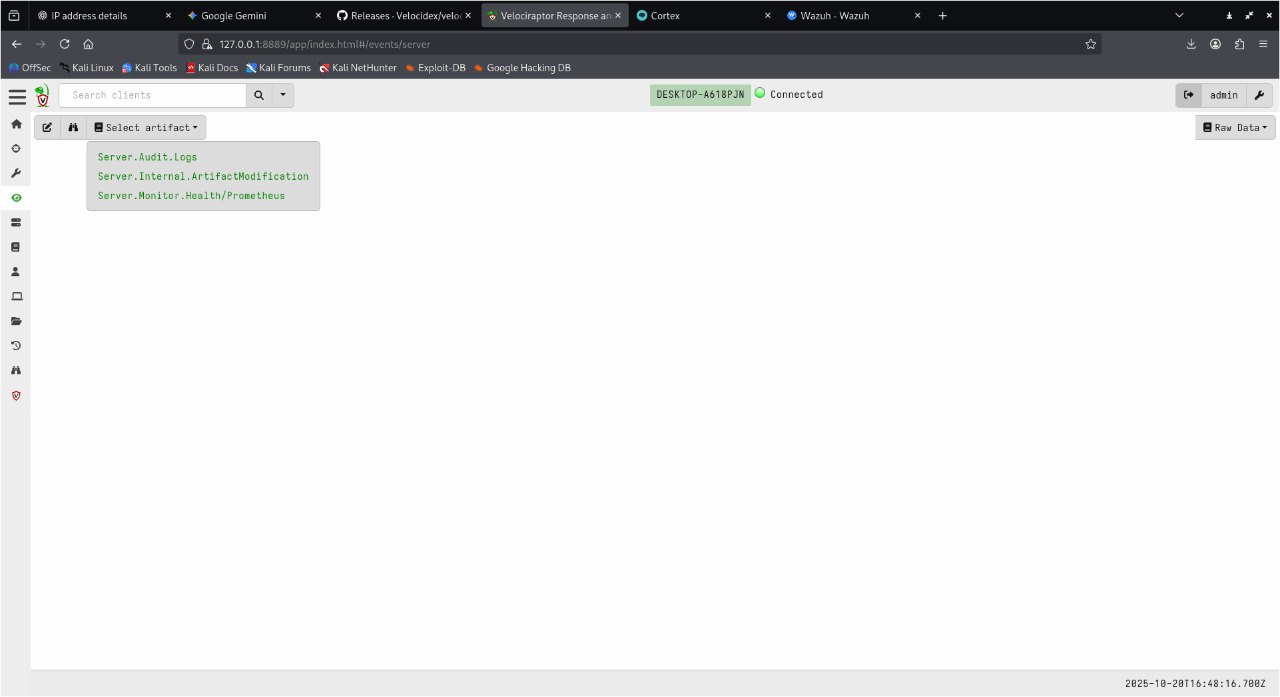 IP address details
Google Gemini
Releases · Velocidex/veloc
Velociraptor Response an
Cortex
Wazuh - Wazuh
127.0.0.1:8889/app/index.html#/events/server
OffSec
Kali Linux
Kali Tools
Kali Docs
Kali Forums
Kali NetHunter
Exploit-DB
Google Hacking DB
Search clients
DESKTOP-A618PJN
Connected
admin
Select artifact
Raw Data
Server.Audit.Logs
Server.Internal.ArtifactModification
Server.Monitor.Health/Prometheus
2025-10-20T16:48:16.700Z